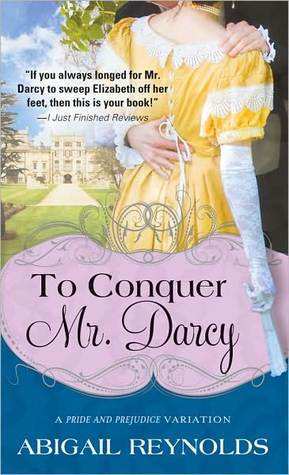 "If you always longed for Mr.
Darcy to sweep Elizabeth off her
feet, then this is your book!"
—I Just Finished Reviews
To Conquer
Mr. Darcy
A PRIDE AND PREJUDICE VARIATION
ABIGAIL REYNOLDS